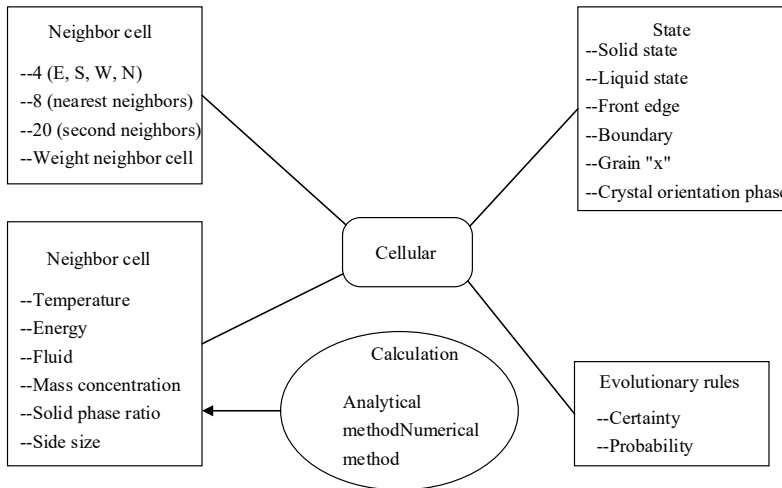 Neighbor cell
--4 (E, S, W, N)
--8 (nearest neighbors)
--20 (second neighbors)
--Weight neighbor cell
State
--Solid state
--Liquid state
--Front edge
--Boundary
--Grain "x"
--Crystal orientation phase
Cellular
Neighbor cell
--Temperature
--Energy
--Fluid
--Mass concentration
--Solid phase ratio
--Side size
Calculation
Analytical
methodNumerical
method
Evolutionary rules
--Certainty
--Probability